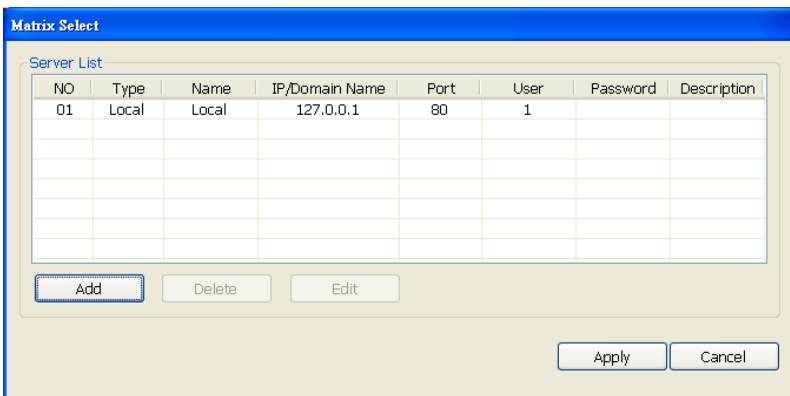 Matrix Select
Server List
NO Type Name IP/Domain Name Port User Password Description
01 Local Local 127.0.0.1 80 1
Add Delete Edit
Apply Cancel